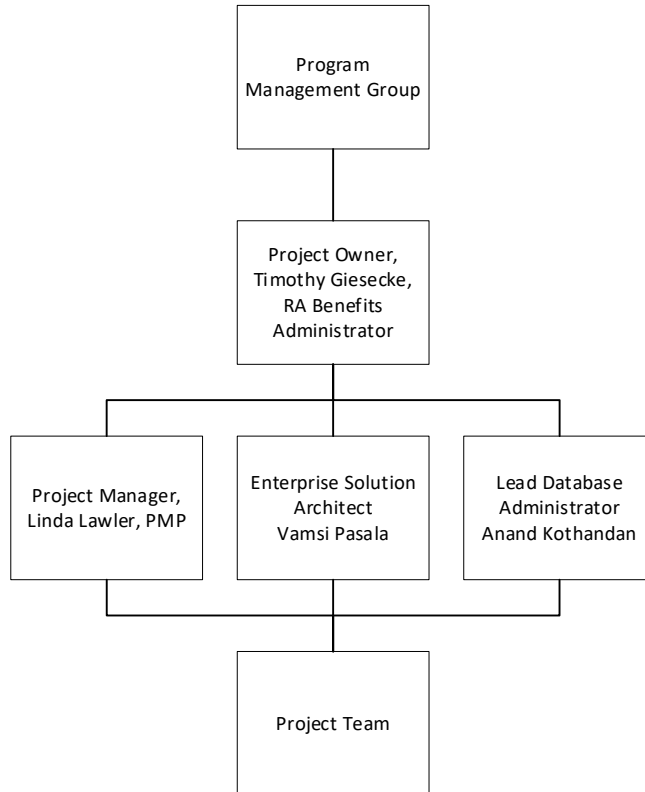 Program
Management Group
Project Owner,
Timothy Giesecke,
RA Benefits
Administrator
Project Manager,
Linda Lawler, PMP
Enterprise Solution
Architect
Vamsi Pasala
Lead Database
Administrator
Anand Kothandan
Project Team